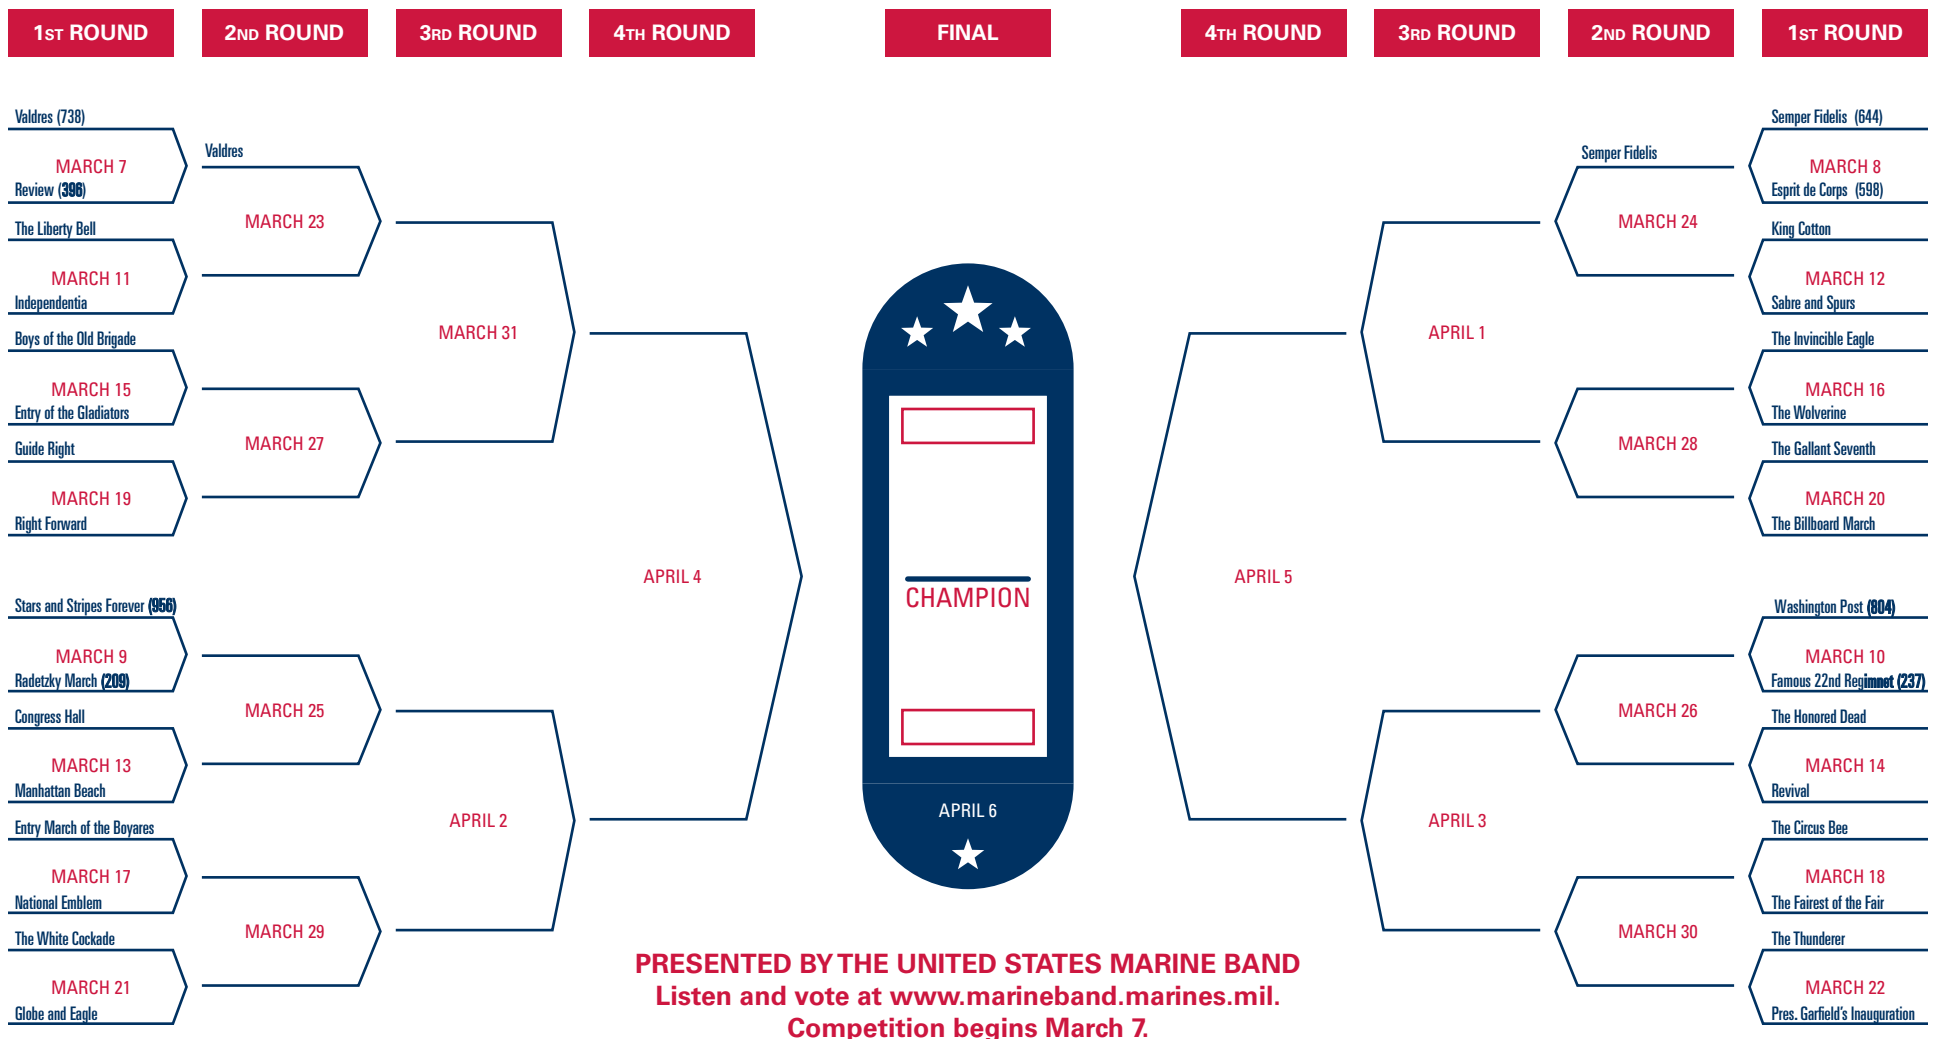 1ST ROUND
2ND ROUND
3RD ROUND
4TH ROUND
FINAL
4TH ROUND
3RD ROUND
2ND ROUND
1ST ROUND
Valdres (738)
MARCH 7
Review (396)
The Liberty Bell
MARCH 11
Independentia
Boys of the Old Brigade
MARCH 15
Entry of the Gladiators
Guide Right
MARCH 19
Right Forward
Stars and Stripes Forever (956)
MARCH 9
Radetzky March (209)
Congress Hall
MARCH 13
Manhattan Beach
Entry March of the Boyares
MARCH 17
National Emblem
The White Cockade
MARCH 21
Globe and Eagle
Valdres
MARCH 23
MARCH 27
MARCH 25
MARCH 29
MARCH 31
APRIL 2
APRIL 4
CHAMPION
APRIL 6
APRIL 5
APRIL 1
APRIL 3
Semper Fidelis
MARCH 24
MARCH 28
MARCH 26
MARCH 30
Semper Fidelis (644)
MARCH 8
Esprit de Corps (598)
King Cotton
MARCH 12
Sabre and Spurs
The Invincible Eagle
MARCH 16
The Wolverine
The Gallant Seventh
MARCH 20
The Billboard March
Washington Post (804)
MARCH 10
Famous 22nd Regimnet (237)
The Honored Dead
MARCH 14
Revival
The Circus Bee
MARCH 18
The Fairest of the Fair
The Thunderer
MARCH 22
Pres. Garfield's Inauguration
PRESENTED BY THE UNITED STATES MARINE BAND
Listen and vote at www.marineband.marines.mil.
Competition begins March 7.